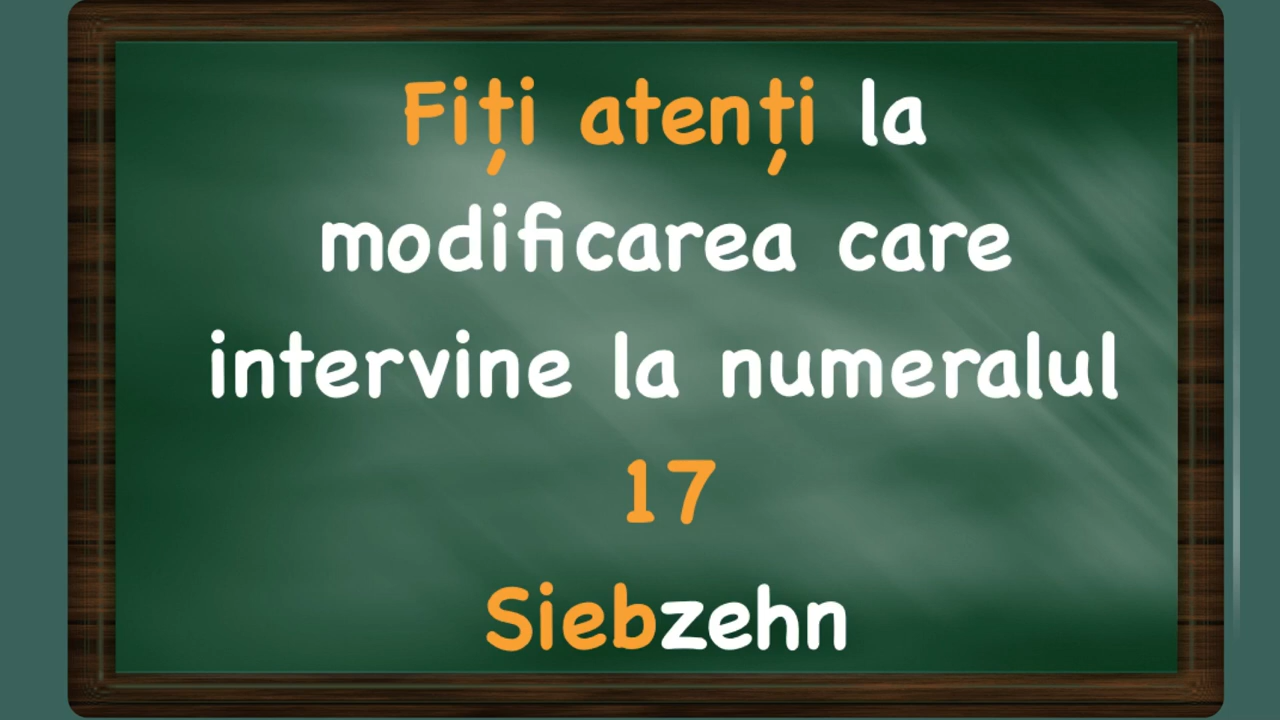 Fiți atenți la
modificarea care
intervine la numeralul
17
Siebzehn